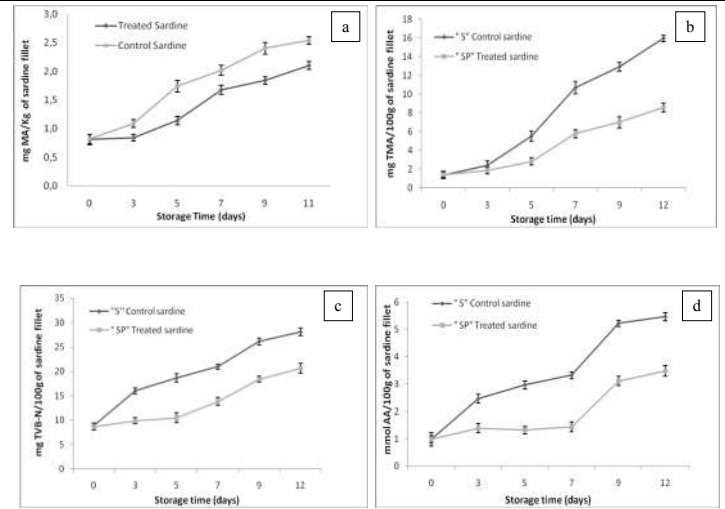 a
Treated Sardine
Control Sardine
mg MA/Kg of sardine fillet
3,0
2,5
2,0
1,5
1,0
0,5
0,0
0 3 5 7 9 11
Storage Time (days)
b
"S" Control sardine
"SP" Treated sardine
mg TMA/100g of sardine fillet
18
16
14
12
10
8
6
4
2
0
0 3 5 7 9 12
Storage time (days)
c
"S" Control sardine
"SP" Treated sardine
mg TVB-N/100g of sardine fillet
35
30
25
20
15
10
5
0
0 3 5 7 9 12
Storage time (days)
d
"S" Control sardine
"SP" Treated sardine
mmol AA/100g of sardine fillet
6
5
4
3
2
1
0
0 3 5 7 9 12
Storage time (days)